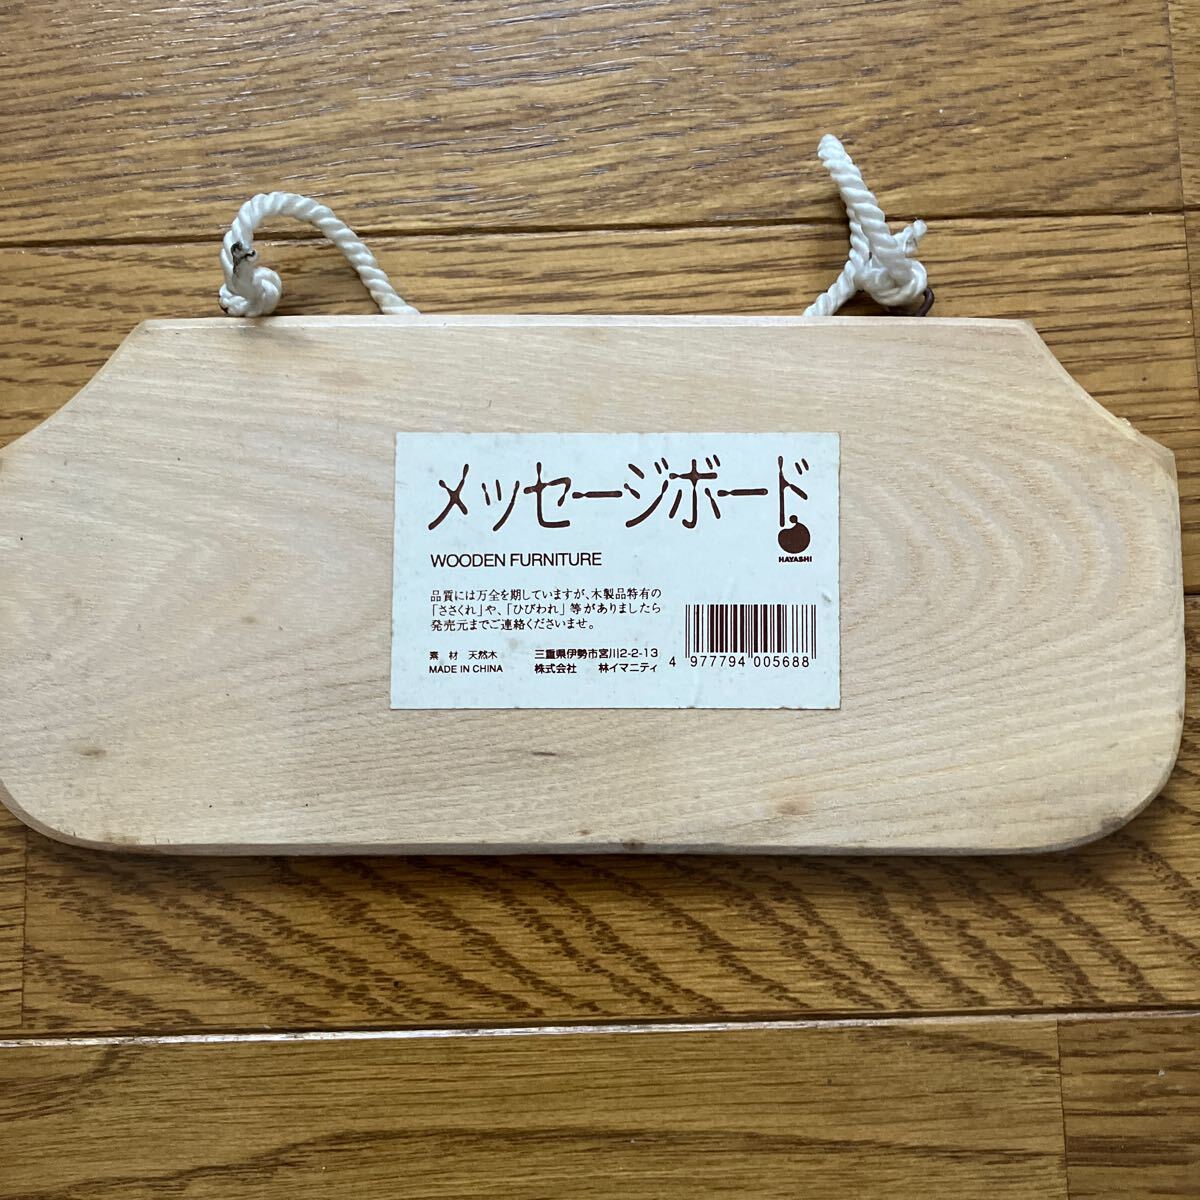 メッセージボード
HAYASHI
WOODEN FURNITURE
品質には万全を期していますが、木製品特有の
「ささくれ」や、「ひびわれ」等がありましたら
発売元までご連絡くださいませ。
素 材 天然木
MADE IN CHINA
三重県伊勢市宮川2-2-13
株式会社 林イマニティ
4 977794 005688